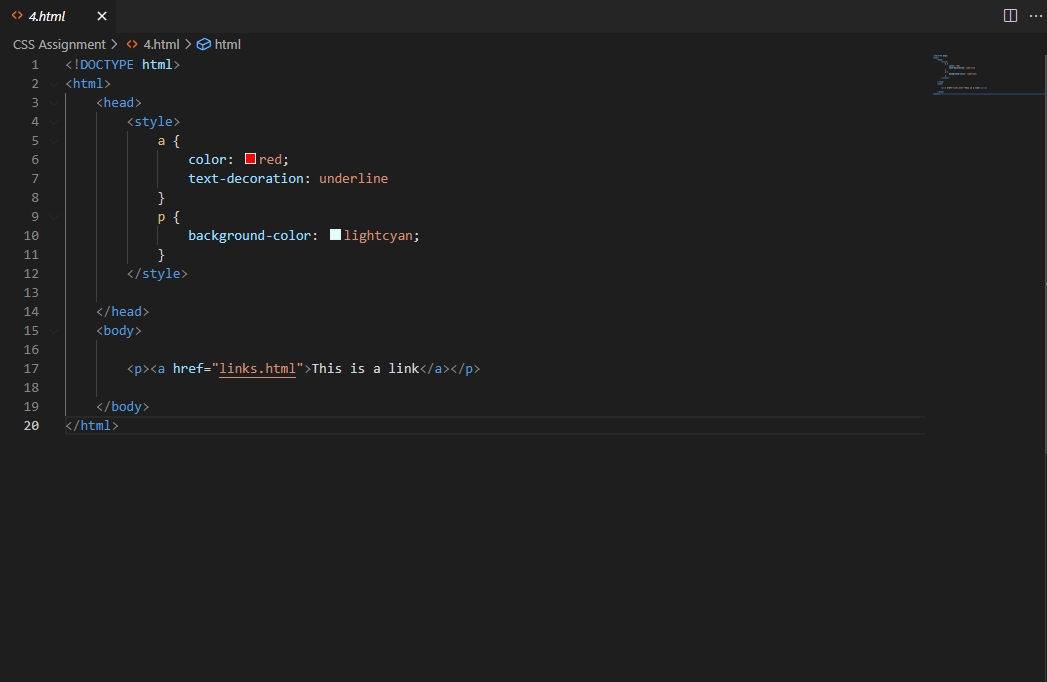 4.html
CSS Assignment > 4.html > html
1 <!DOCTYPE html>
2 <html>
3 <head>
4 <style>
5 a {
6 color: red;
7 text-decoration: underline
8 }
9 p {
10 background-color: lightcyan;
11 }
12 </style>
13
14 </head>
15 <body>
16
17 <p><a href="links.html">This is a link</a></p>
18
19 </body>
20 </html>